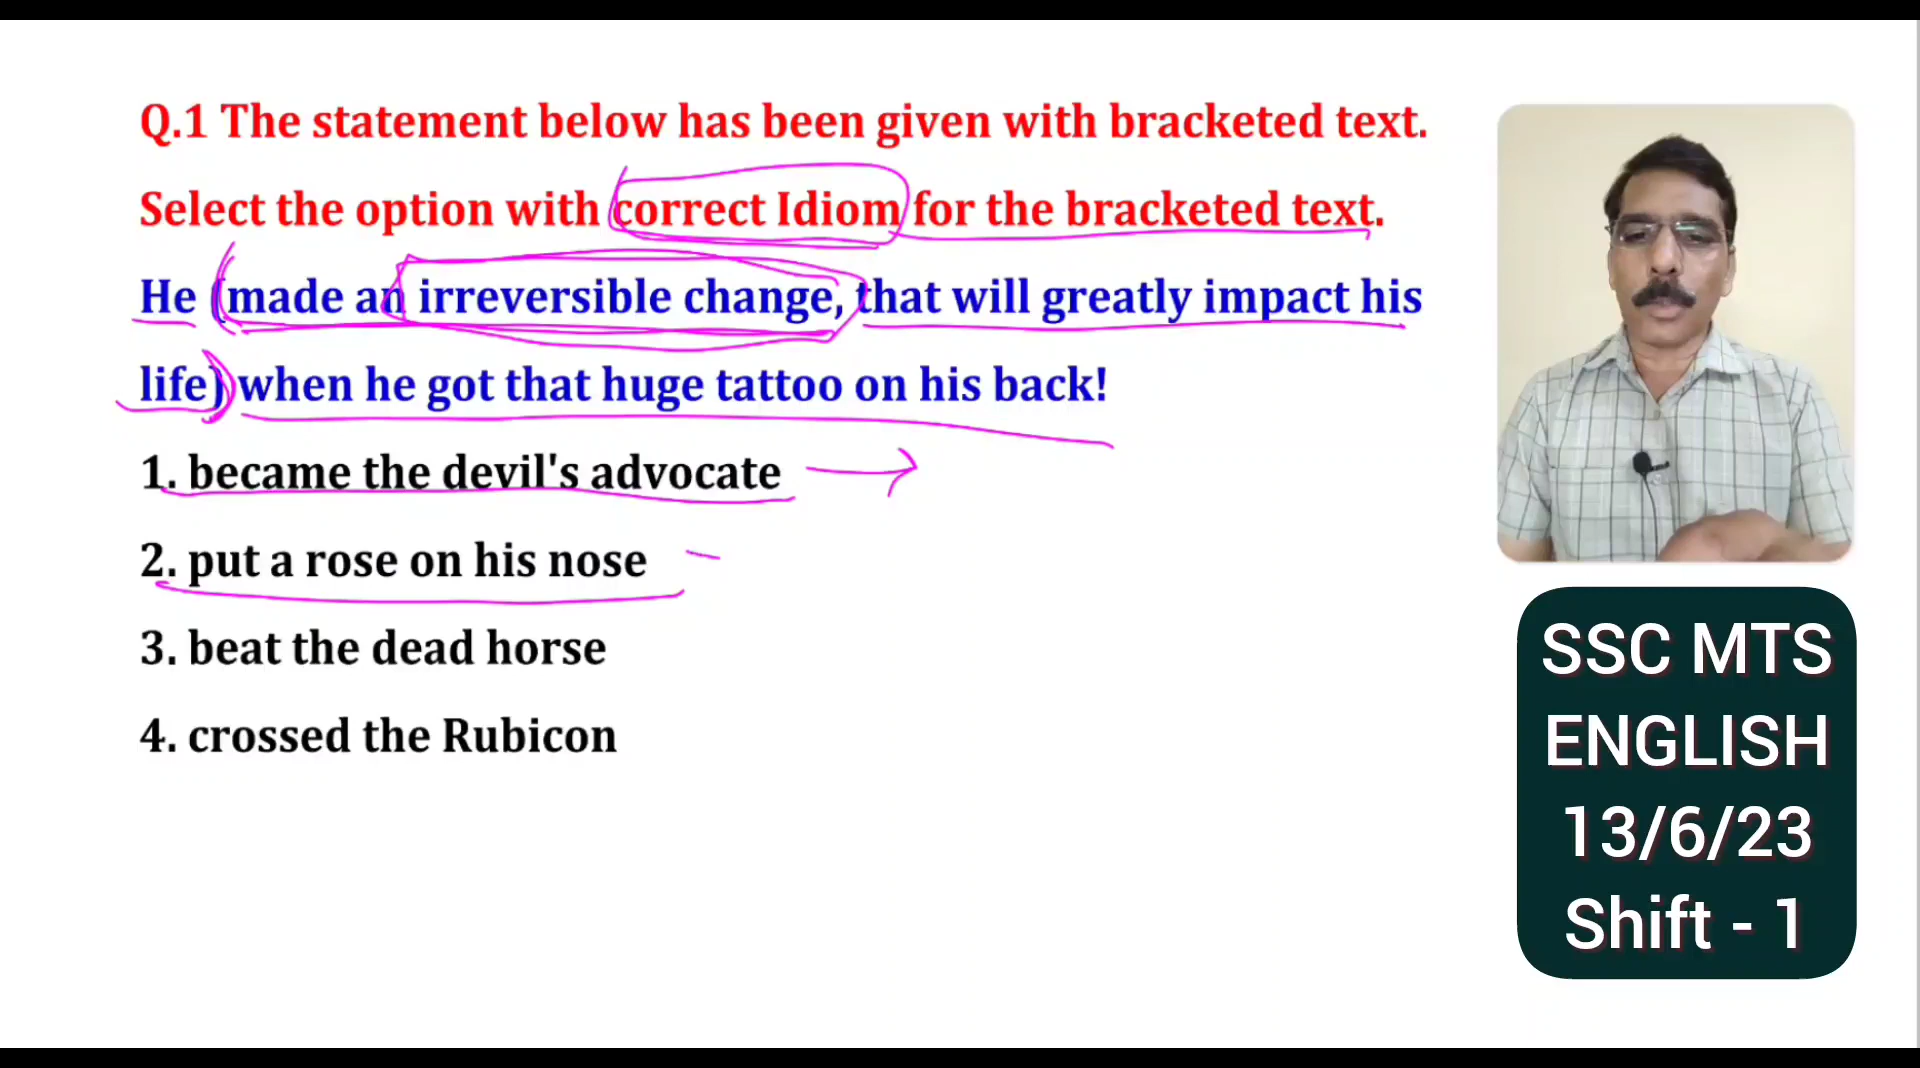 Q.1 The statement below has been given with bracketed text.
Select the option with correct Idiom for the bracketed text.
He (made an irreversible change, that will greatly impact his
life) when he got that huge tattoo on his back!
1. became the devil's advocate
2. put a rose on his nose
3. beat the dead horse
4. crossed the Rubicon
SSC MTS
ENGLISH
13/6/23
Shift - 1